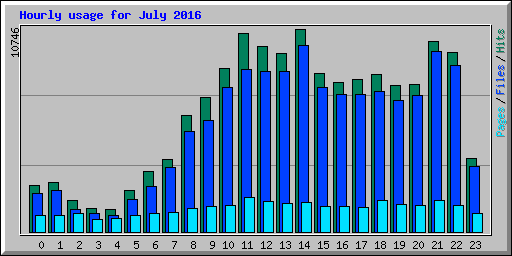 Hourly usage for July 2016
10746
Pages/Files/Hits
0 1 2 3 4 5 6 7 8 9 10 11 12 13 14 15 16 17 18 19 20 21 22 23